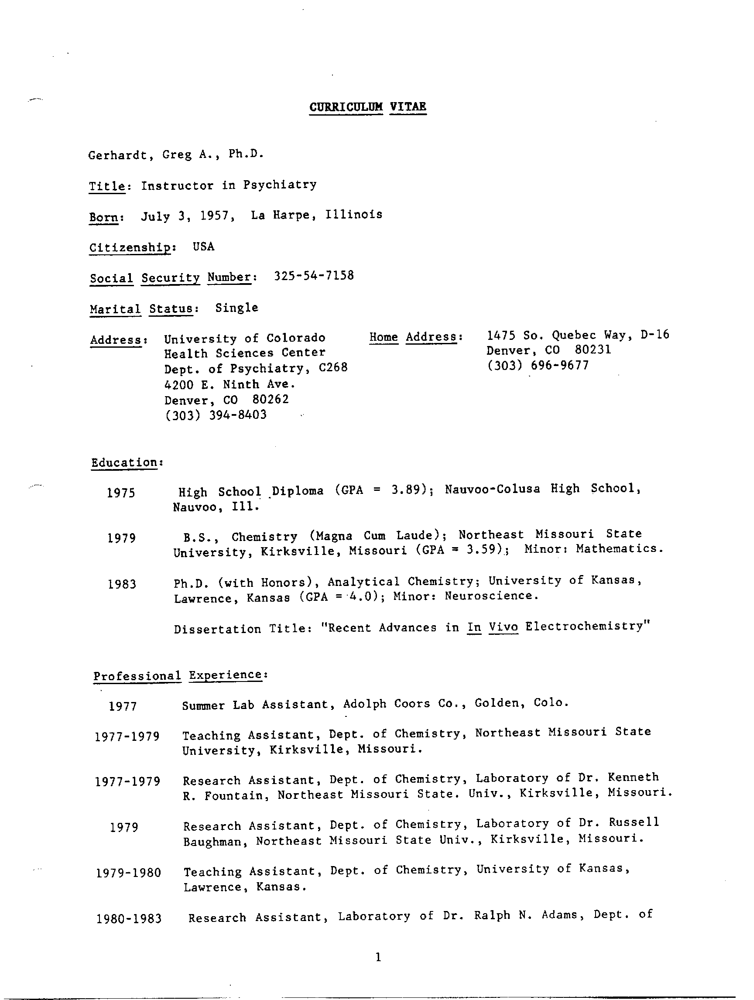 CURRICULUM VITAE
Gerhardt, Greg A., Ph.D.
Title: Instructor in Psychiatry
Born: July 3, 1957, La Harpe, Illinois
Citizenship: USA
Social Security Number: 325-54-7158
Marital Status: Single
Address: University of Colorado
Health Sciences Center
Dept. of Psychiatry, C268
4200 E. Ninth Ave.
Denver, CO 80262
(303) 394-8403
Home Address: 1475 So. Quebec Way, D-16
Denver, CO 80231
(303) 696-9677
Education:
1975 High School Diploma (GPA = 3.89); Nauvoo-Colusa High School,
Nauvoo, Ill.
1979 B.S., Chemistry (Magna Cum Laude); Northeast Missouri State
University, Kirksville, Missouri (GPA = 3.59); Minor: Mathematics.
1983 Ph.D. (with Honors), Analytical Chemistry; University of Kansas,
Lawrence, Kansas (GPA = 4.0); Minor: Neuroscience.
Dissertation Title: "Recent Advances in In Vivo Electrochemistry"
Professional Experience:
1977 Summer Lab Assistant, Adolph Coors Co., Golden, Colo.
1977-1979 Teaching Assistant, Dept. of Chemistry, Northeast Missouri State
University, Kirksville, Missouri.
1977-1979 Research Assistant, Dept. of Chemistry, Laboratory of Dr. Kenneth
R. Fountain, Northeast Missouri State. Univ., Kirksville, Missouri.
1979 Research Assistant, Dept. of Chemistry, Laboratory of Dr. Russell
Baughman, Northeast Missouri State Univ., Kirksville, Missouri.
1979-1980 Teaching Assistant, Dept. of Chemistry, University of Kansas,
Lawrence, Kansas.
1980-1983 Research Assistant, Laboratory of Dr. Ralph N. Adams, Dept. of
1